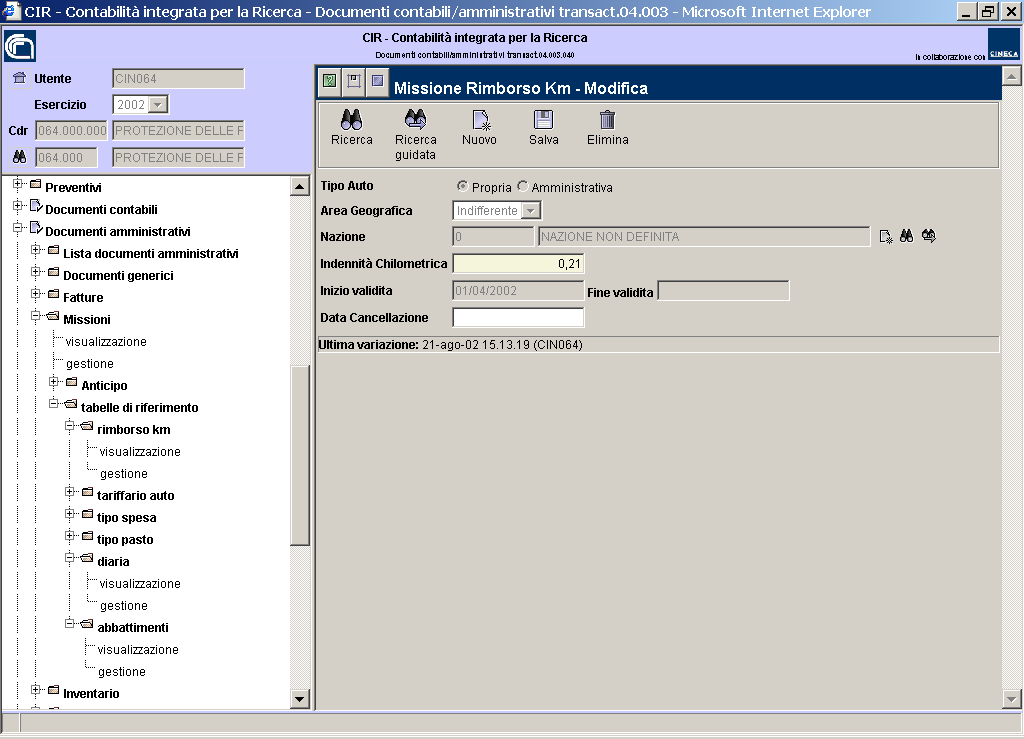 CIR - Contabilità integrata per la Ricerca - Documenti contabili/amministrativi transact.04.003 - Microsoft Internet Explorer
CIR - Contabilità integrata per la Ricerca
Documenti contabili/amministrativi transact.04.003.040
In collaborazione con CINECA
Utente CIN064
Esercizio 2002
Cdr 064.000.000 PROTEZIONE DELLE F
064.000 PROTEZIONE DELLE F
Preventivi
Documenti contabili
Documenti amministrativi
Lista documenti amministrativi
Documenti generici
Fatture
Missioni
visualizzazione
gestione
Anticipo
tabelle di riferimento
rimborso km
visualizzazione
gestione
tariffario auto
tipo spesa
tipo pasto
diaria
visualizzazione
gestione
abbattimenti
visualizzazione
gestione
Inventario
Missione Rimborso Km - Modifica
Ricerca
Ricerca guidata
Nuovo
Salva
Elimina
Tipo Auto Propria Amministrativa
Area Geografica Indifferente
Nazione 0 NAZIONE NON DEFINITA
Indennità Chilometrica 0,21
Inizio validita 01/04/2002 Fine validita
Data Cancellazione
Ultima variazione: 21-ago-02 15.13.19 (CIN064)